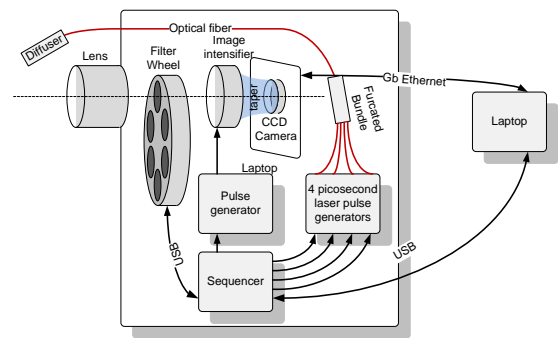 Optical fiber
Diffuser
Lens
Filter
Wheel
Image
intensifier
taper
CCD
Camera
Furcated
Bundle
Gb Ethernet
Laptop
Laptop
Pulse
generator
4 picosecond
laser pulse
generators
USB
Sequencer
USB